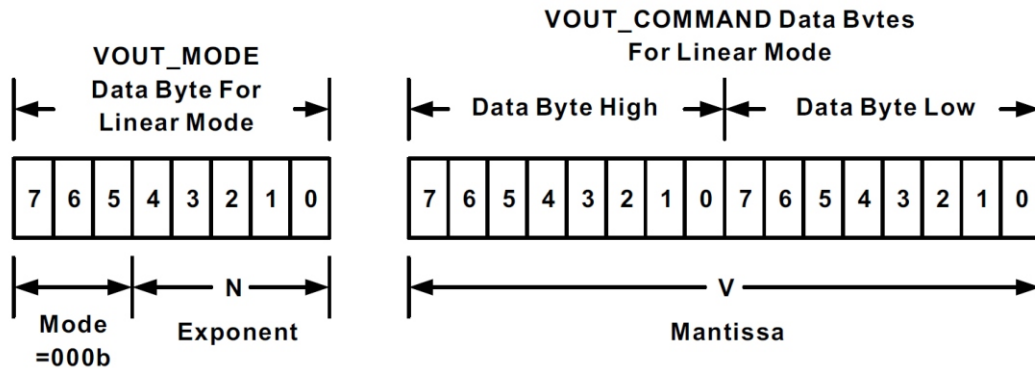 VOUT_MODE
Data Byte For
Linear Mode
VOUT_COMMAND Data Bvtes
For Linear Mode
Data Byte High
Data Byte Low
7 6 5 4 3 2 1 0
7 6 5 4 3 2 1 0 7 6 5 4 3 2 1 0
N
V
Mode
=000b
Exponent
Mantissa